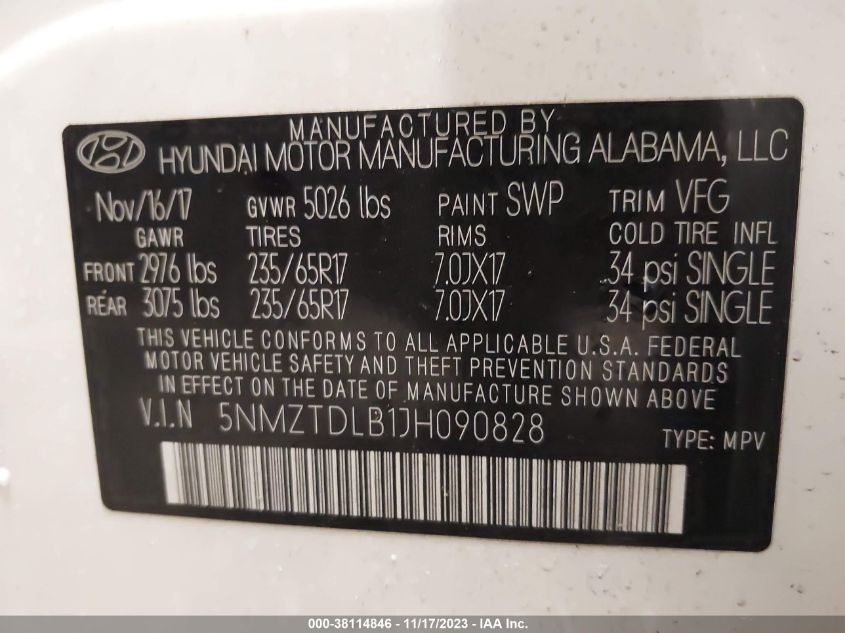 MANUFACTURED BY
HYUNDAI MOTOR MANUFACTURING ALABAMA, LLC
Nov/16/17 GVWR 5026 lbs PAINT SWP TRIM VFG
GAWR TIRES RIMS COLD TIRE INFL
FRONT 2976 lbs 235/65R17 7.0JX17 34 psi SINGLE
REAR 3075 lbs 235/65R17 7.0JX17 34 psi SINGLE
THIS VEHICLE CONFORMS TO ALL APPLICABLE U.S.A. FEDERAL
MOTOR VEHICLE SAFETY AND THEFT PREVENTION STANDARDS
IN EFFECT ON THE DATE OF MANUFACTURE SHOWN ABOVE
V.I.N 5NMZTDLB1JH090828 TYPE: MPV
000-38114846 - 11/17/2023 - IAA Inc.